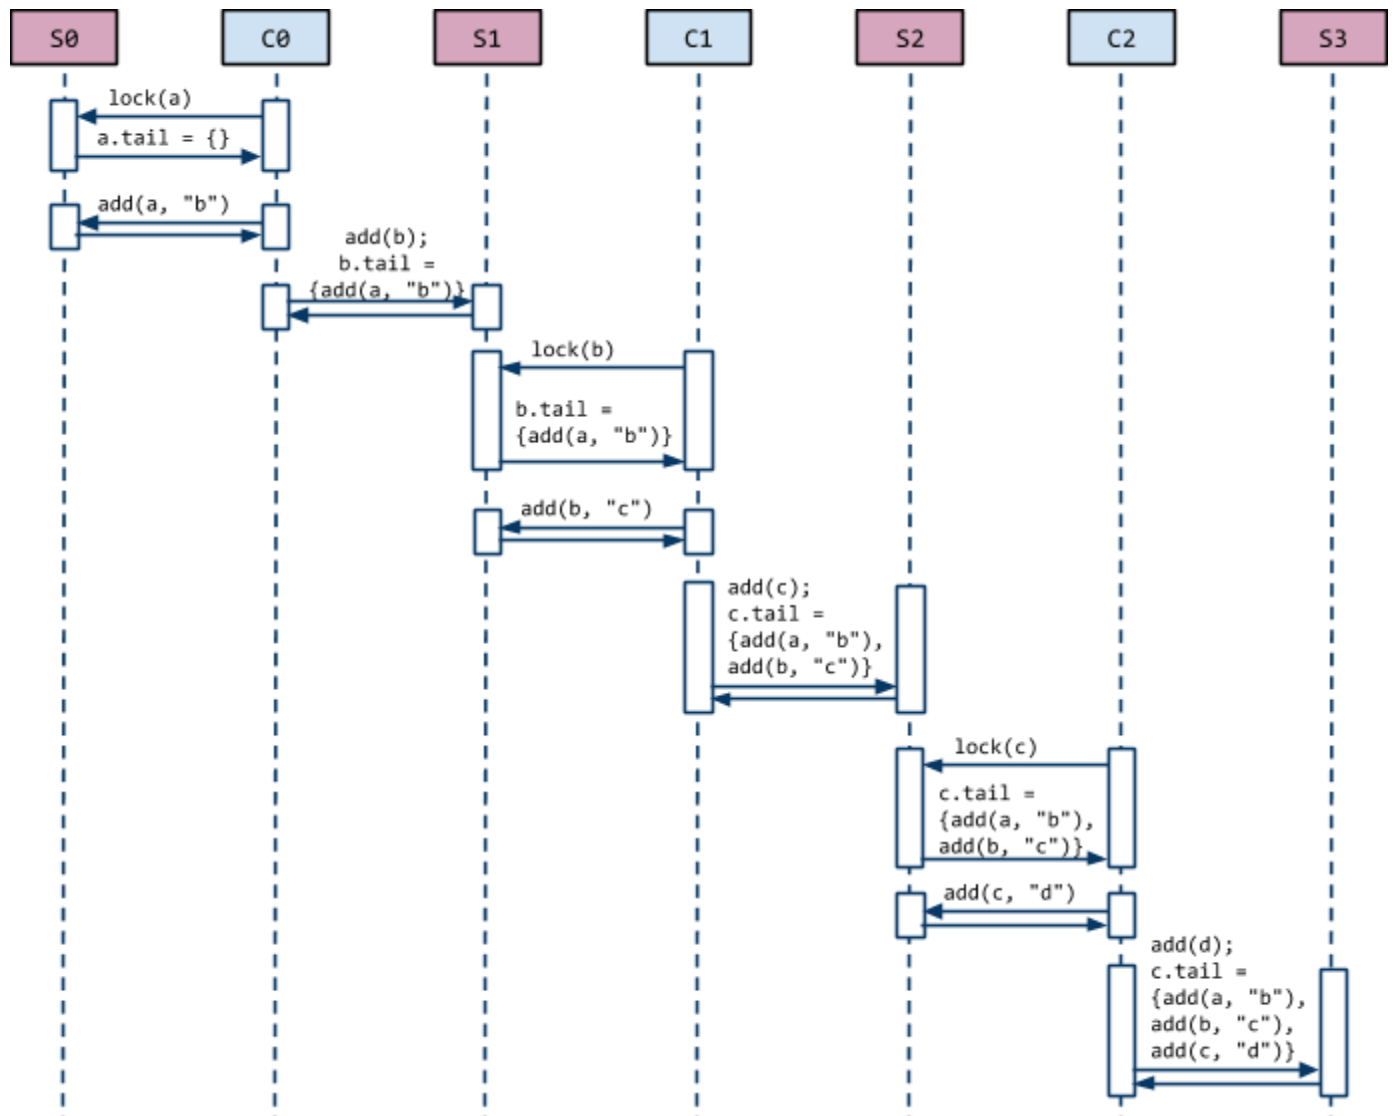 S0
C0
S1
C1
S2
C2
S3
lock(a)
a.tail = {}
add(a, "b")
add(b);
b.tail =
{add(a, "b")}
lock(b)
b.tail =
{add(a, "b")}
add(b, "c")
add(c);
c.tail =
{add(a, "b"),
add(b, "c")}
lock(c)
c.tail =
{add(a, "b"),
add(b, "c")}
add(c, "d")
add(d);
c.tail =
{add(a, "b"),
add(b, "c"),
add(c, "d")}